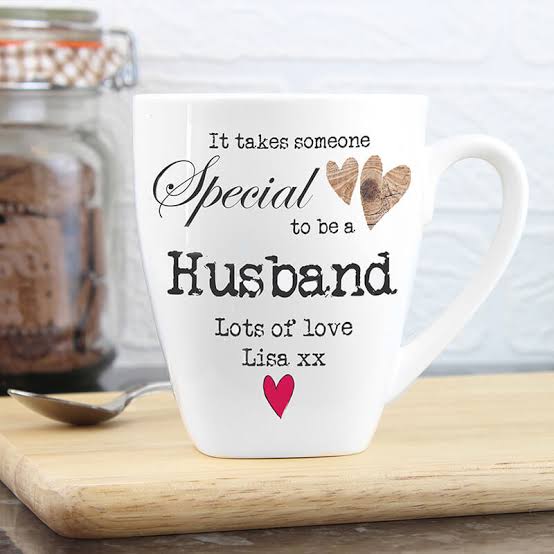 It takes someone
Special
to be a
Husband
Lots of love
Lisa xx